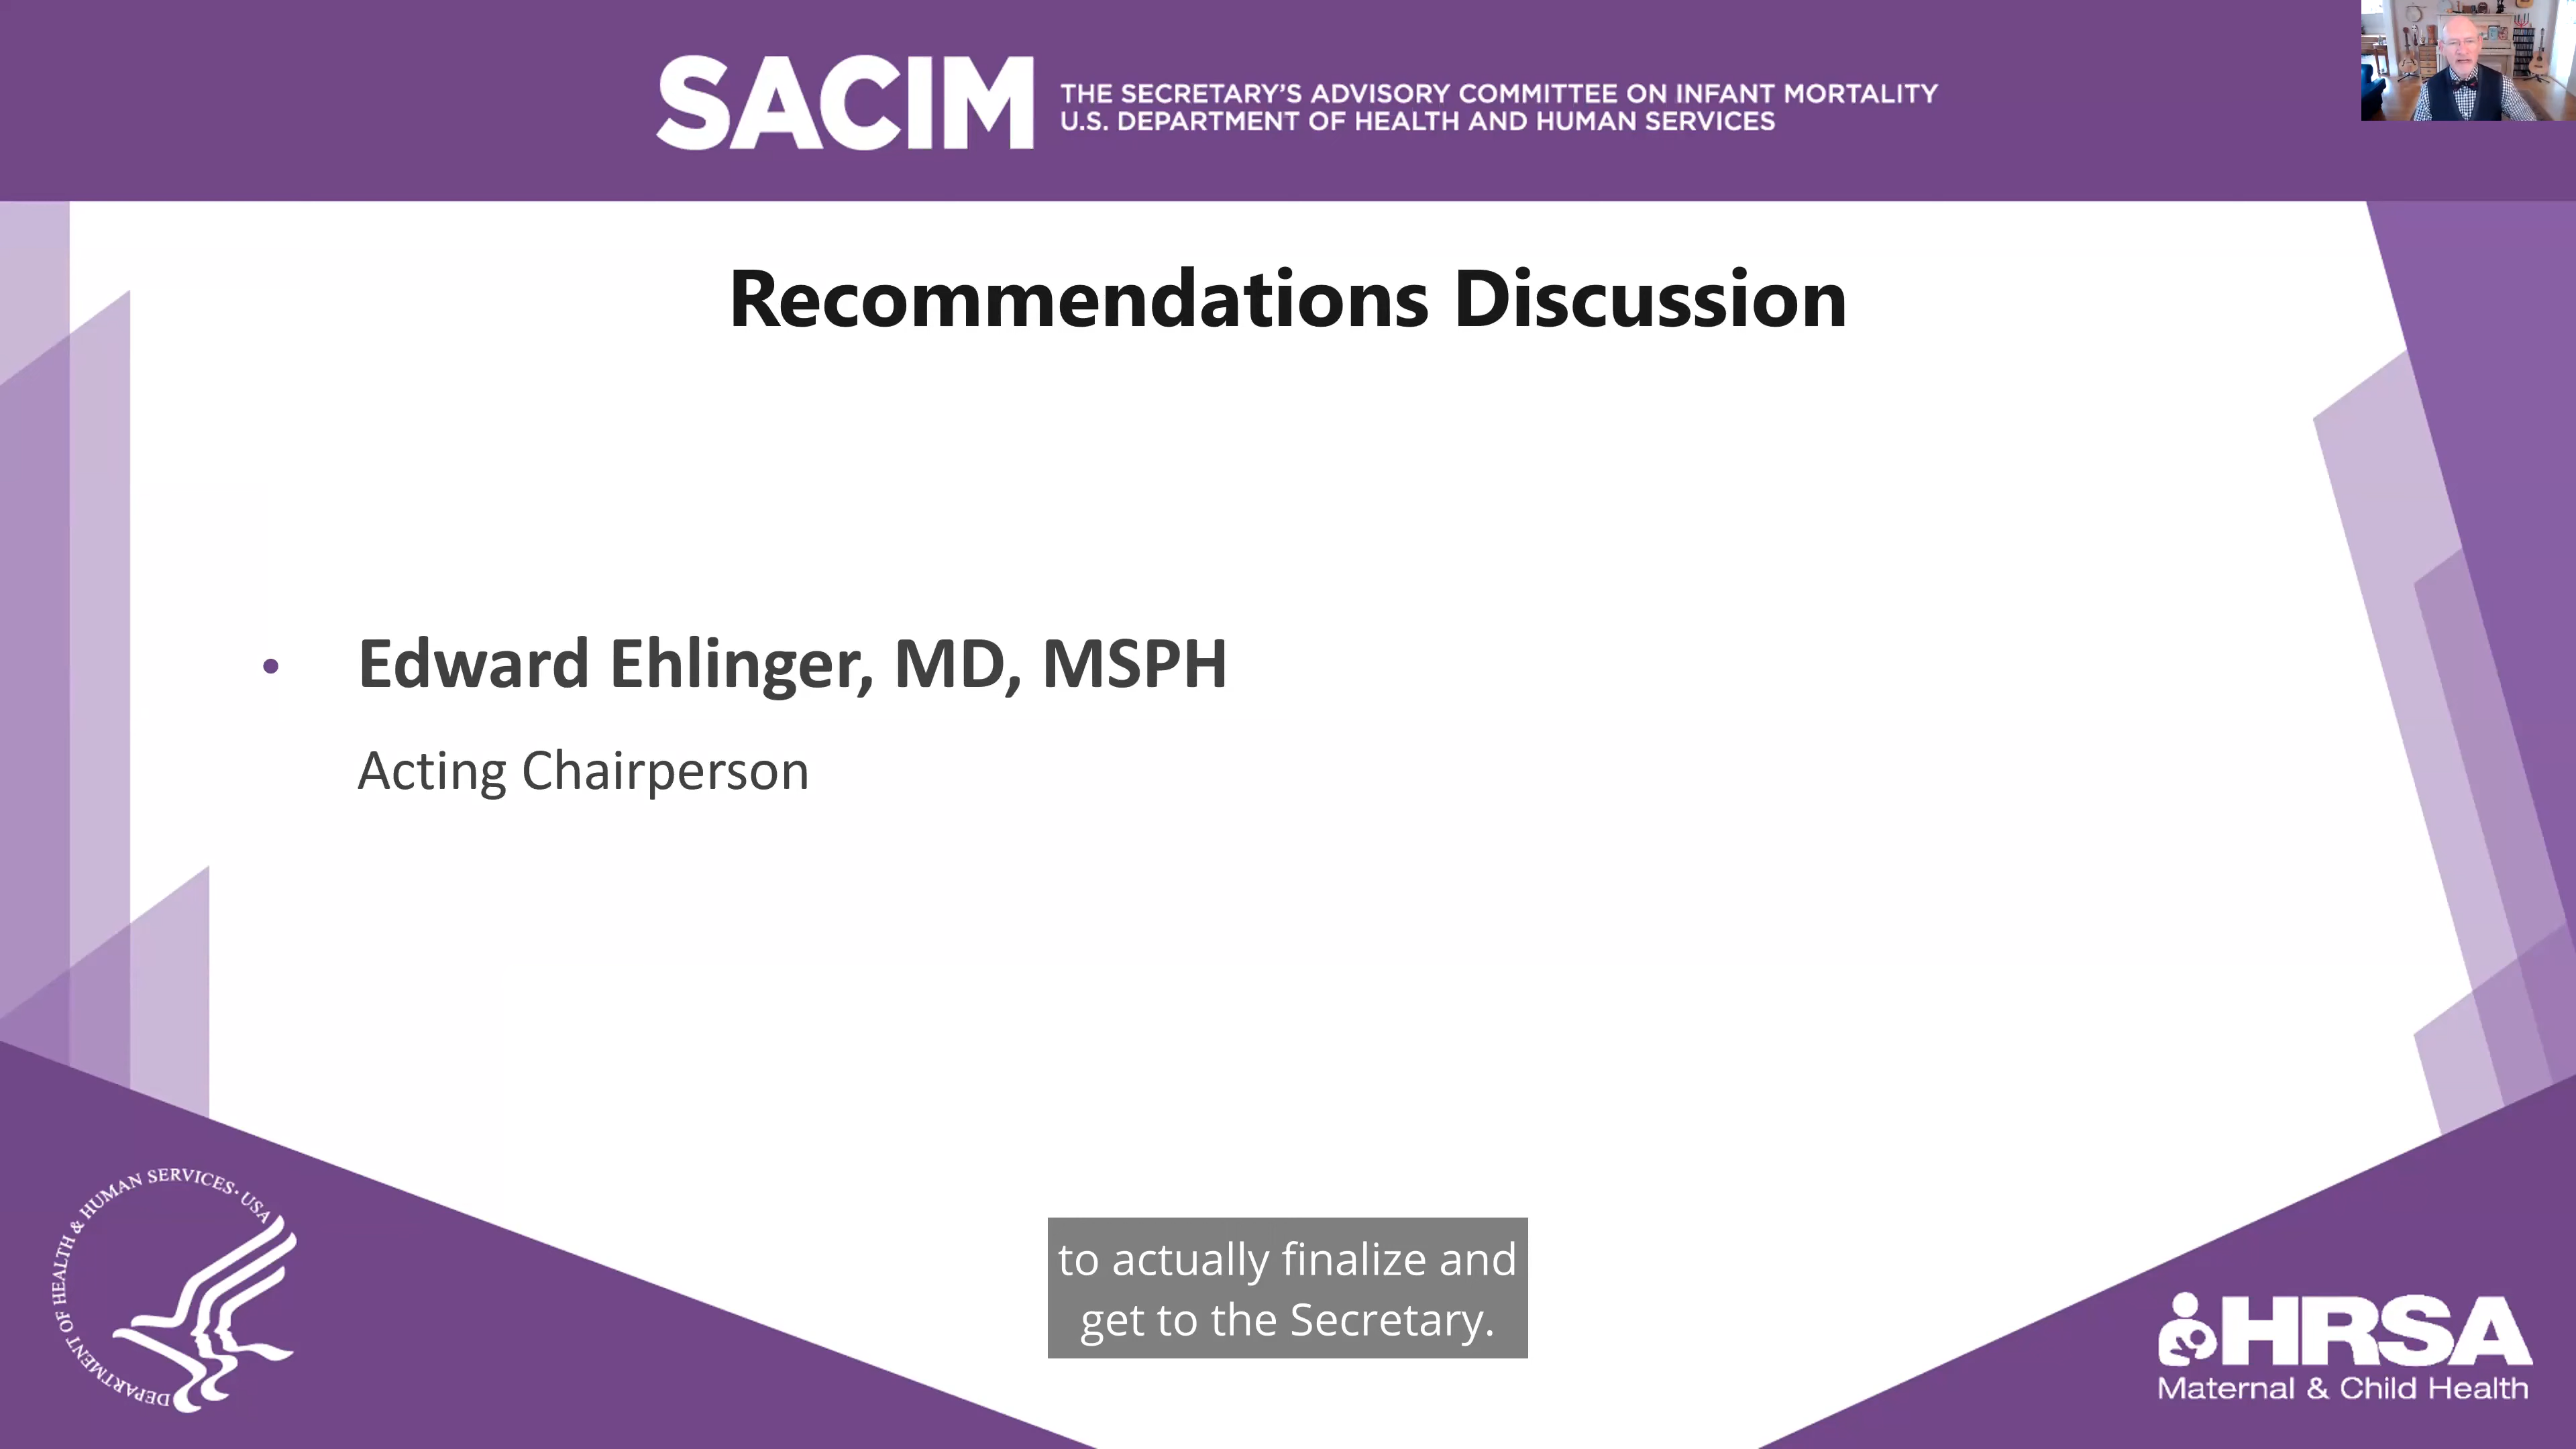 SACIM
THE SECRETARY'S ADVISORY COMMITTEE ON INFANT MORTALITY
U.S. DEPARTMENT OF HEALTH AND HUMAN SERVICES
Recommendations Discussion
• Edward Ehlinger, MD, MSPH
Acting Chairperson
to actually finalize and
get to the Secretary.
DEPARTMENT OF HEALTH & HUMAN SERVICES · USA
HRSA
Maternal & Child Health